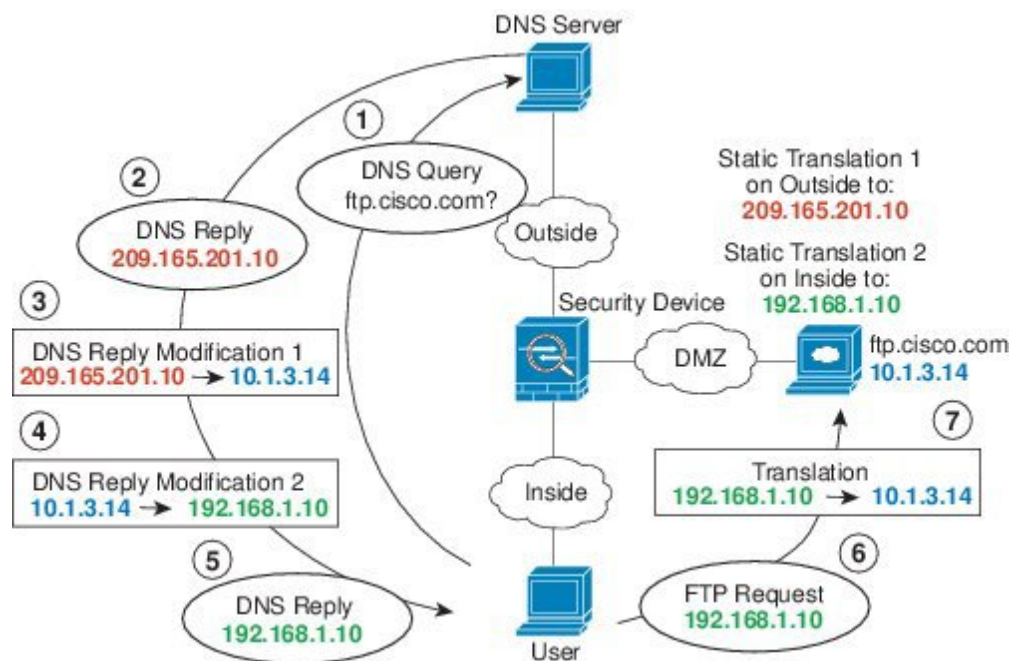 DNS Server
1
DNS Query
ftp.cisco.com?
2
DNS Reply
209.165.201.10
Outside
Static Translation 1
on Outside to:
209.165.201.10
Static Translation 2
on Inside to:
192.168.1.10
3
DNS Reply Modification 1
209.165.201.10 → 10.1.3.14
Security Device
DMZ
ftp.cisco.com
10.1.3.14
4
DNS Reply Modification 2
10.1.3.14 → 192.168.1.10
Inside
7
Translation
192.168.1.10 → 10.1.3.14
5
DNS Reply
192.168.1.10
User
6
FTP Request
192.168.1.10